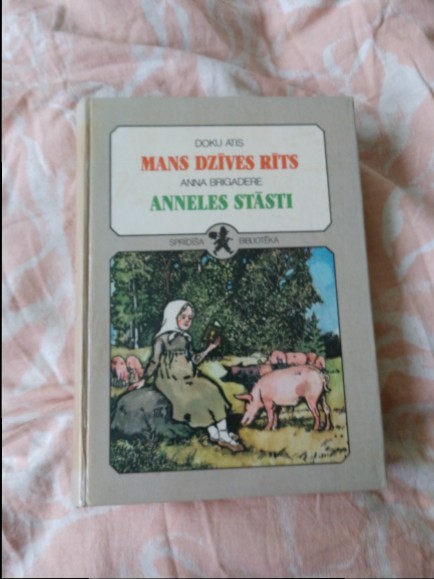 DOKU ATIS
MANS DZĪVES RĪTS
ANNA BRIGADERE
ANNELES STĀSTI
SPRĪDĪŠA BIBLIOTĒKA